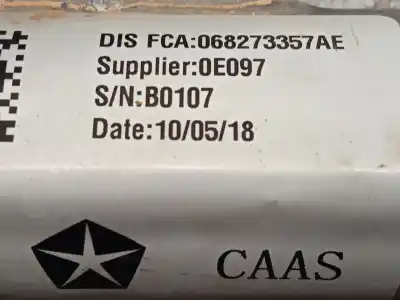 DIS FCA:068273357AE
Supplier:0E097
S/N:B0107
Date:10/05/18
CAAS